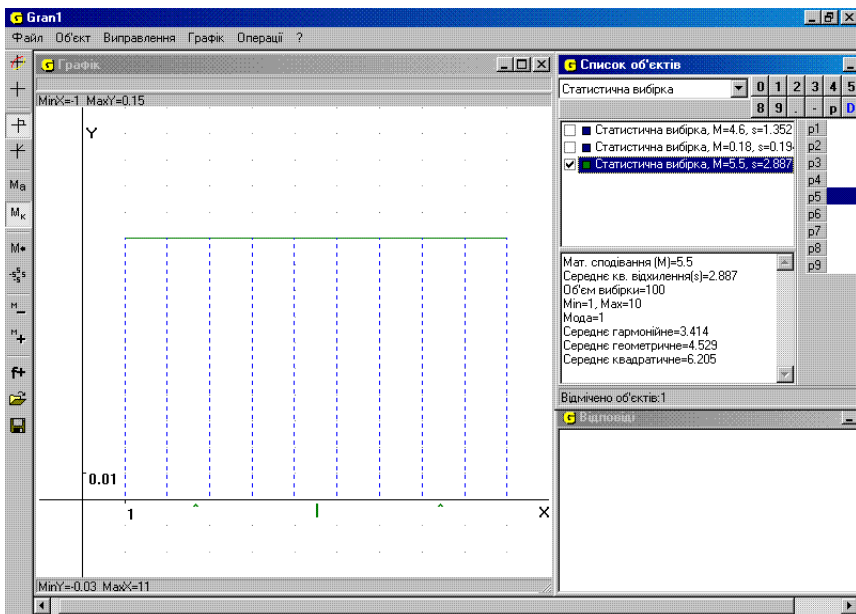 Gran1
Файл Об'єкт Виправлення Графік Операції ?
Графік
MinX=-1 MaxY=0.15
Y
0.01
1
X
MinY=-0.03 MaxX=11
Ма
Мк
М
f+
Список об'єктів
Статистична вибірка
0 1 2 3 4 5
8 9 . - p D
Статистична вибірка, M=4.6, s=1.352
Статистична вибірка, M=0.18, s=0.19
Статистична вибірка, M=5.5, s=2.887
p1
p2
p3
p4
p5
p6
p7
p8
p9
Мат. сподівання (M)=5.5
Середнє кв. відхилення(s)=2.887
Об'єм вибірки=100
Min=1, Max=10
Мода=1
Середнє гармонійне=3.414
Середнє геометричне=4.529
Середнє квадратичне=6.205
Відмічено об'єктів:1
Відповіді